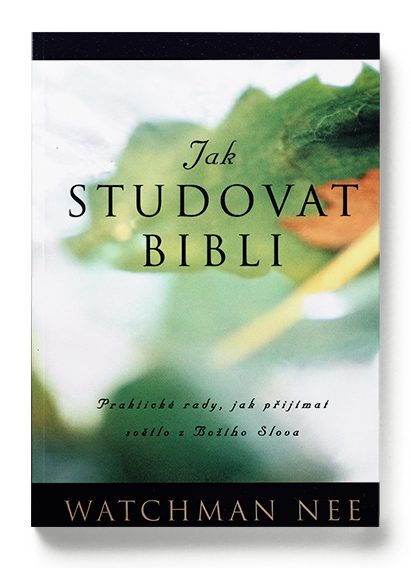 Jak
STUDOVAT
BIBLI
Praktické rady, jak přijímat
světlo z Božího Slova
WATCHMAN NEE